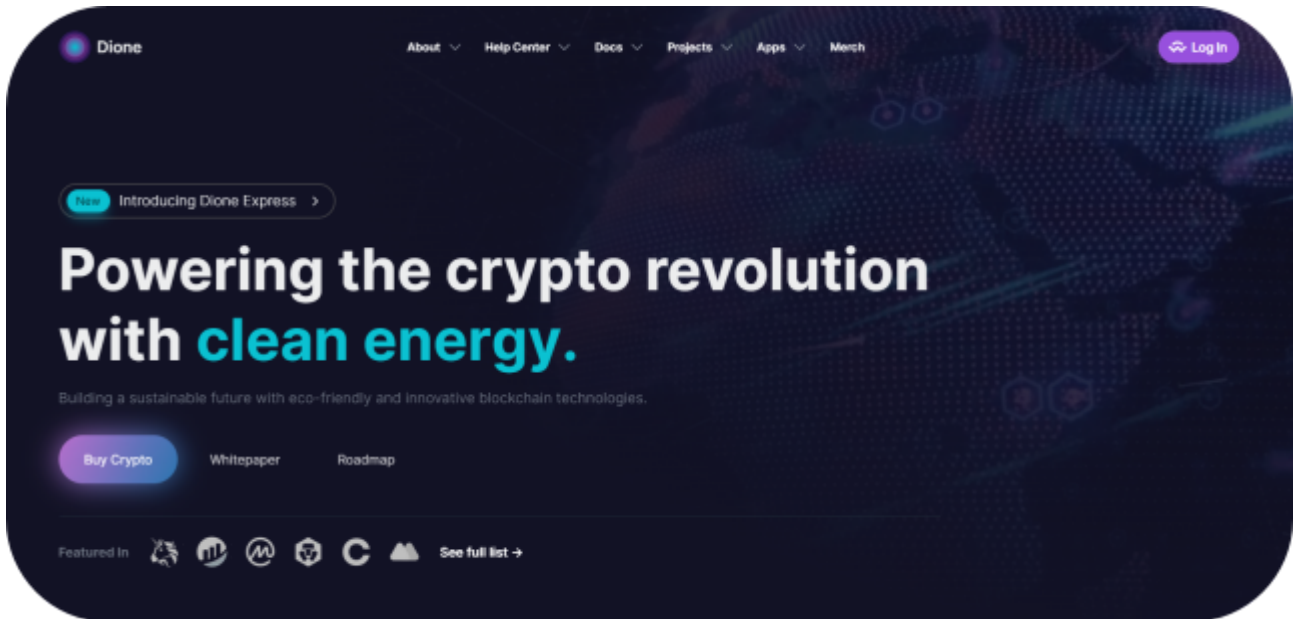 Dione
About
Help Center
Docs
Projects
Apps
Merch
Log In
New
Introducing Dione Express
Powering the crypto revolution
with clean energy.
Building a sustainable future with eco-friendly and innovative blockchain technologies.
Buy Crypto
Whitepaper
Roadmap
Featured In
See full list →